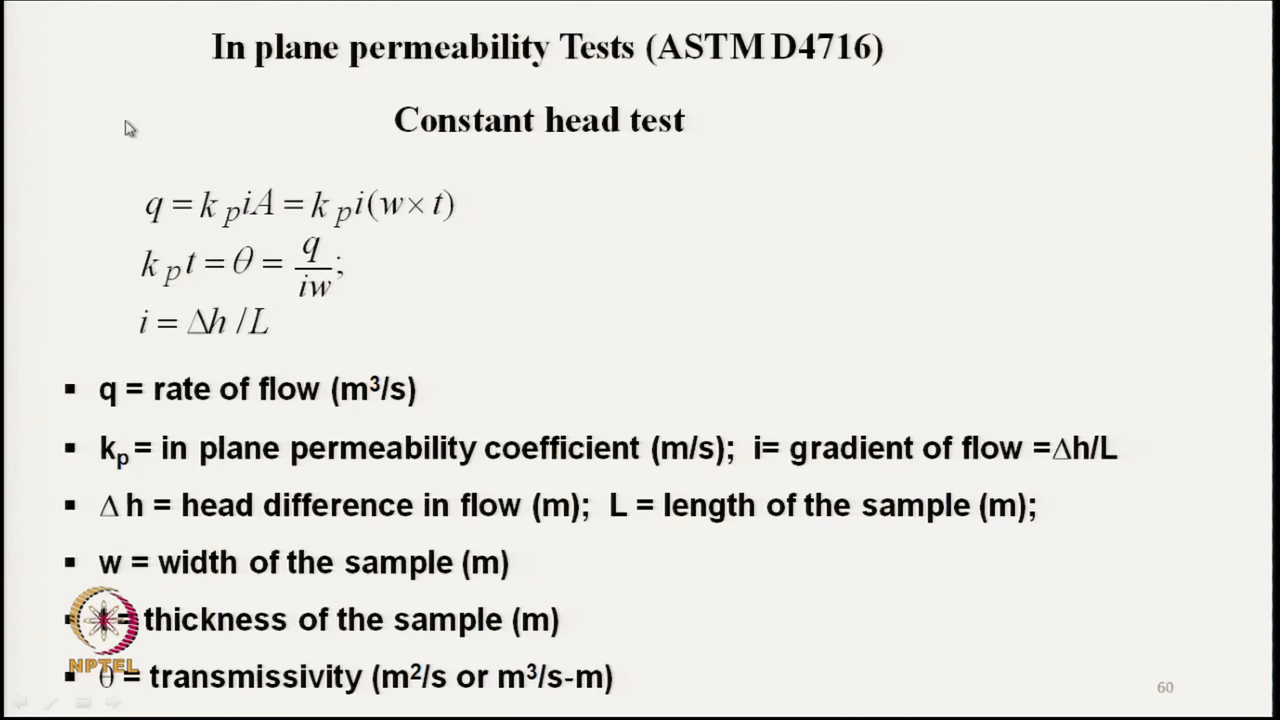 In plane permeability Tests (ASTM D4716)
Constant head test
q = k_p iA = k_p i(w × t)
k_p t = θ = q/iw;
i = Δh / L
▪ q = rate of flow (m³/s)
▪ kₚ = in plane permeability coefficient (m/s); i= gradient of flow =Δh/L
▪ Δ h = head difference in flow (m); L = length of the sample (m);
▪ w = width of the sample (m)
= thickness of the sample (m)
NPTEL
▪ θ = transmissivity (m²/s or m³/s-m)
60